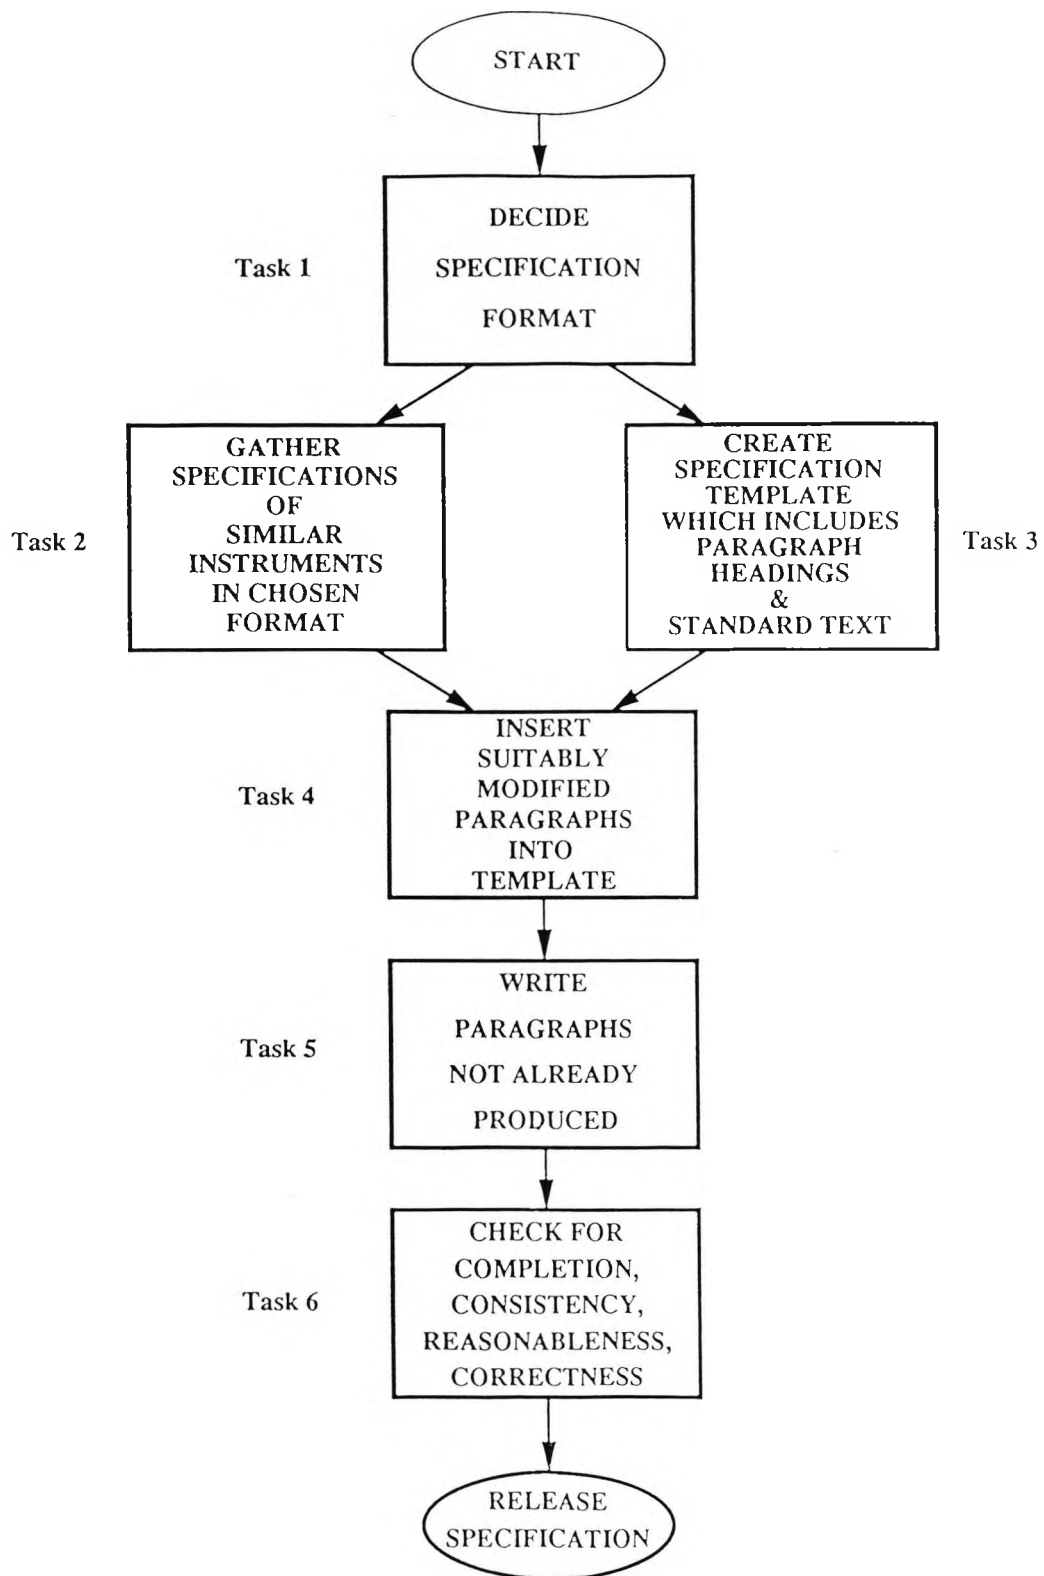 START
Task 1
DECIDE
SPECIFICATION
FORMAT
Task 2
GATHER
SPECIFICATIONS
OF
SIMILAR
INSTRUMENTS
IN CHOSEN
FORMAT
CREATE
SPECIFICATION
TEMPLATE
WHICH INCLUDES
PARAGRAPH
HEADINGS
&
STANDARD TEXT
Task 3
Task 4
INSERT
SUITABLY
MODIFIED
PARAGRAPHS
INTO
TEMPLATE
Task 5
WRITE
PARAGRAPHS
NOT ALREADY
PRODUCED
Task 6
CHECK FOR
COMPLETION,
CONSISTENCY,
REASONABLENESS,
CORRECTNESS
RELEASE
SPECIFICATION